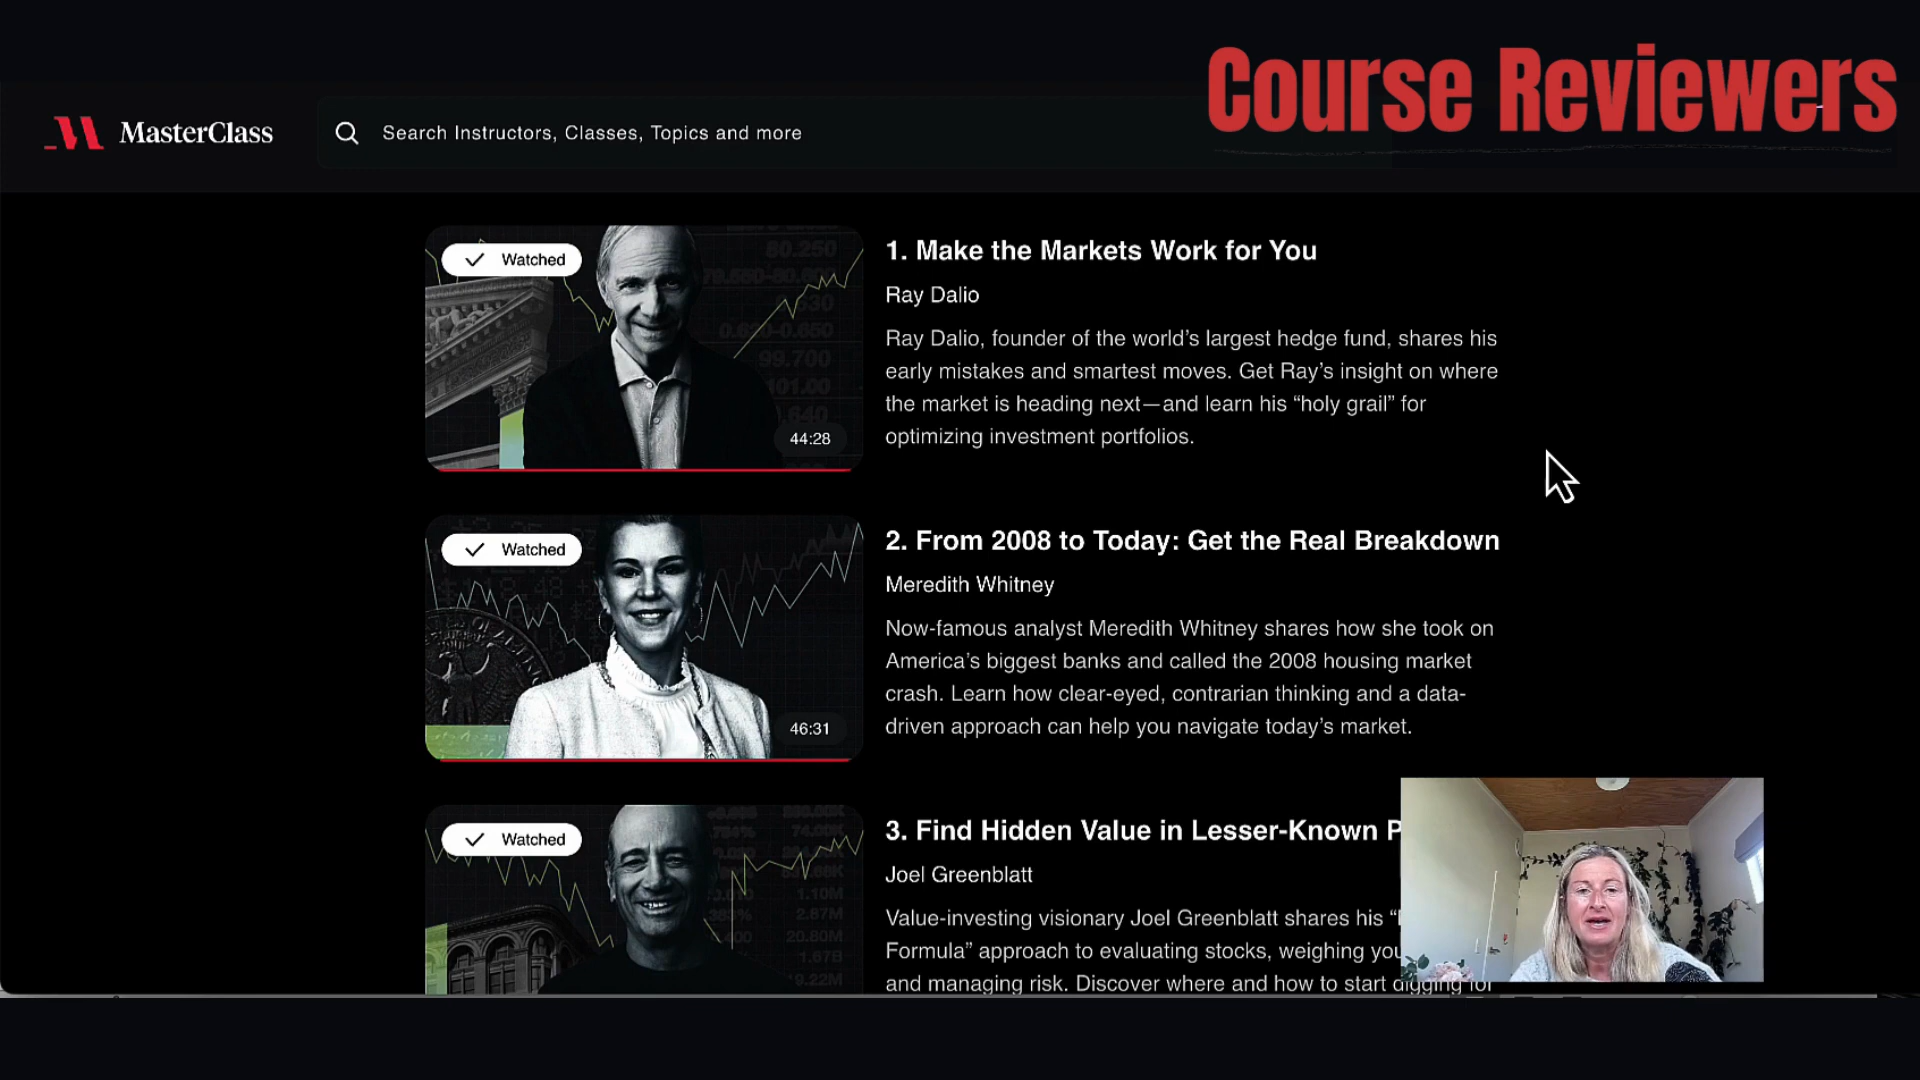 Course Reviewers
MasterClass
Search Instructors, Classes, Topics and more
Watched
44:28
1. Make the Markets Work for You
Ray Dalio
Ray Dalio, founder of the world’s largest hedge fund, shares his
early mistakes and smartest moves. Get Ray’s insight on where
the market is heading next—and learn his “holy grail” for
optimizing investment portfolios.
Watched
46:31
2. From 2008 to Today: Get the Real Breakdown
Meredith Whitney
Now-famous analyst Meredith Whitney shares how she took on
America’s biggest banks and called the 2008 housing market
crash. Learn how clear-eyed, contrarian thinking and a data-
driven approach can help you navigate today’s market.
Watched
3. Find Hidden Value in Lesser-Known
Joel Greenblatt
Value-investing visionary Joel Greenblatt shares his
Formula” approach to evaluating stocks, weighing
and managing risk. Discover where and how to start digging for